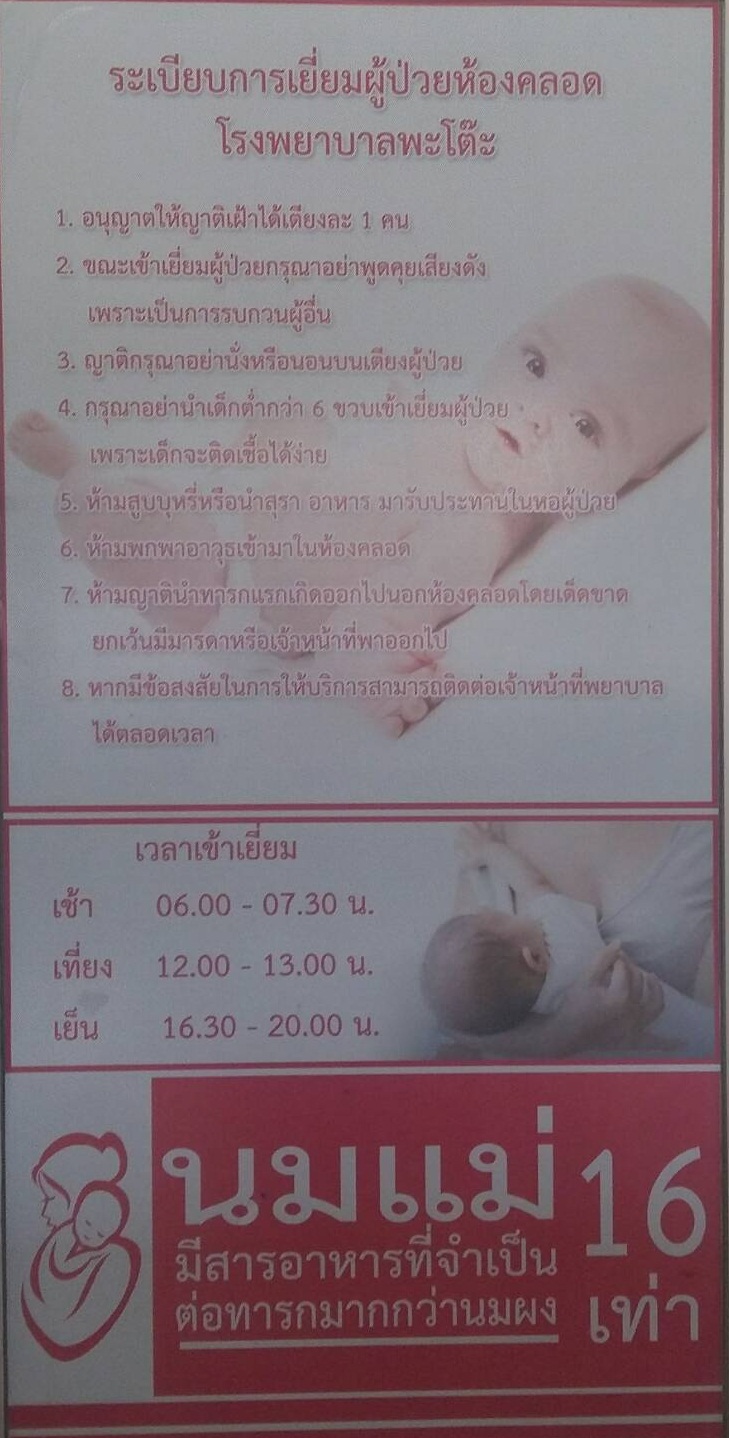 ระเบียบการเยี่ยมผู้ป่วยห้องคลอด
โรงพยาบาลพะโต๊ะ
1. อนุญาตให้ญาติเฝ้าได้เตียงละ 1 คน
2. ขณะเข้าเยี่ยมผู้ป่วยกรุณาอย่าพูดคุยเสียงดัง
เพราะเป็นการรบกวนผู้อื่น
3. ญาติกรุณาอย่านั่งหรือนอนบนเตียงผู้ป่วย
4. กรุณาอย่านำเด็กต่ำกว่า 6 ขวบเข้าเยี่ยมผู้ป่วย
เพราะเด็กจะติดเชื้อได้ง่าย
5. ห้ามสูบบุหรี่หรือนำสุรา อาหาร มารับประทานในหอผู้ป่วย
6. ห้ามพกพาอาวุธเข้ามาในห้องคลอด
7. ห้ามญาตินำทารกแรกเกิดออกไปนอกห้องคลอดโดยเด็ดขาด
ยกเว้นมีมารดาหรือเจ้าหน้าที่พาออกไป
8. หากมีข้อสงสัยในการให้บริการสามารถติดต่อเจ้าหน้าที่พยาบาล
ได้ตลอดเวลา
เวลาเข้าเยี่ยม
เช้า 06.00 - 07.30 น.
เที่ยง 12.00 - 13.00 น.
เย็น 16.30 - 20.00 น.
นมแม่
มีสารอาหารที่จำเป็น
ต่อทารกมากกว่านมผง
16
เท่า